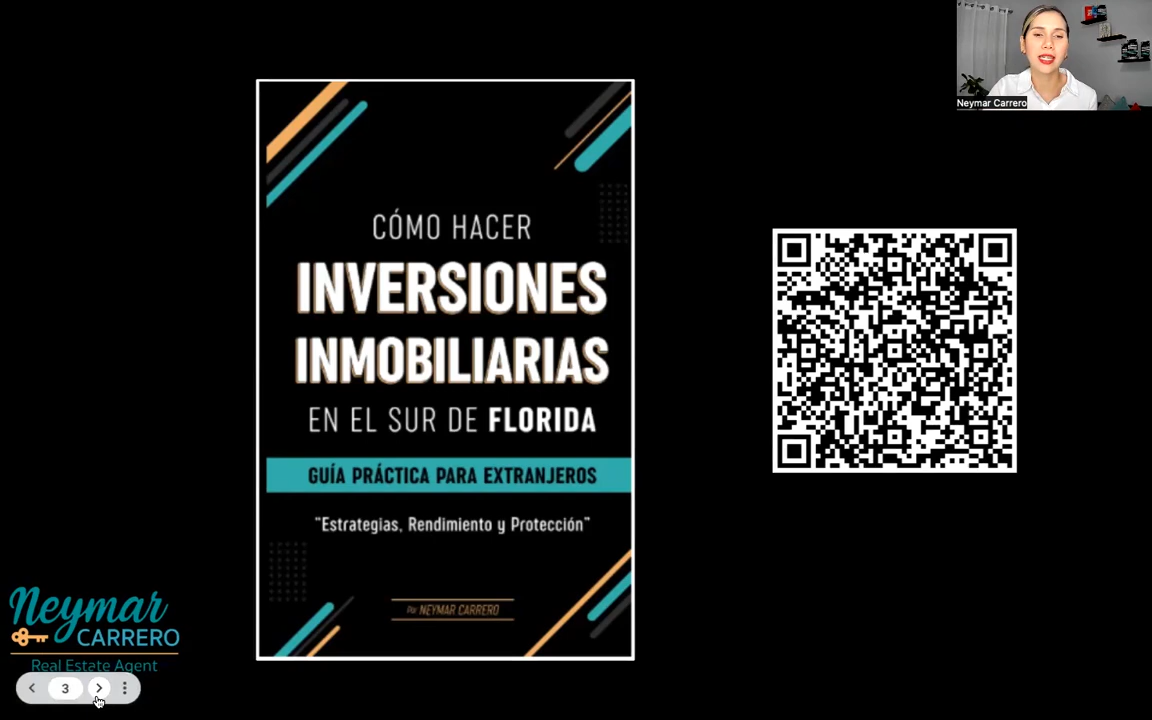 Neymar Carrero
CÓMO HACER
INVERSIONES
INMOBILIARIAS
EN EL SUR DE FLORIDA
GUÍA PRÁCTICA PARA EXTRANJEROS
"Estrategias, Rendimiento y Protección"
Por NEYMAR CARRERO
Neymar
CARRERO
Real Estate Agent
3